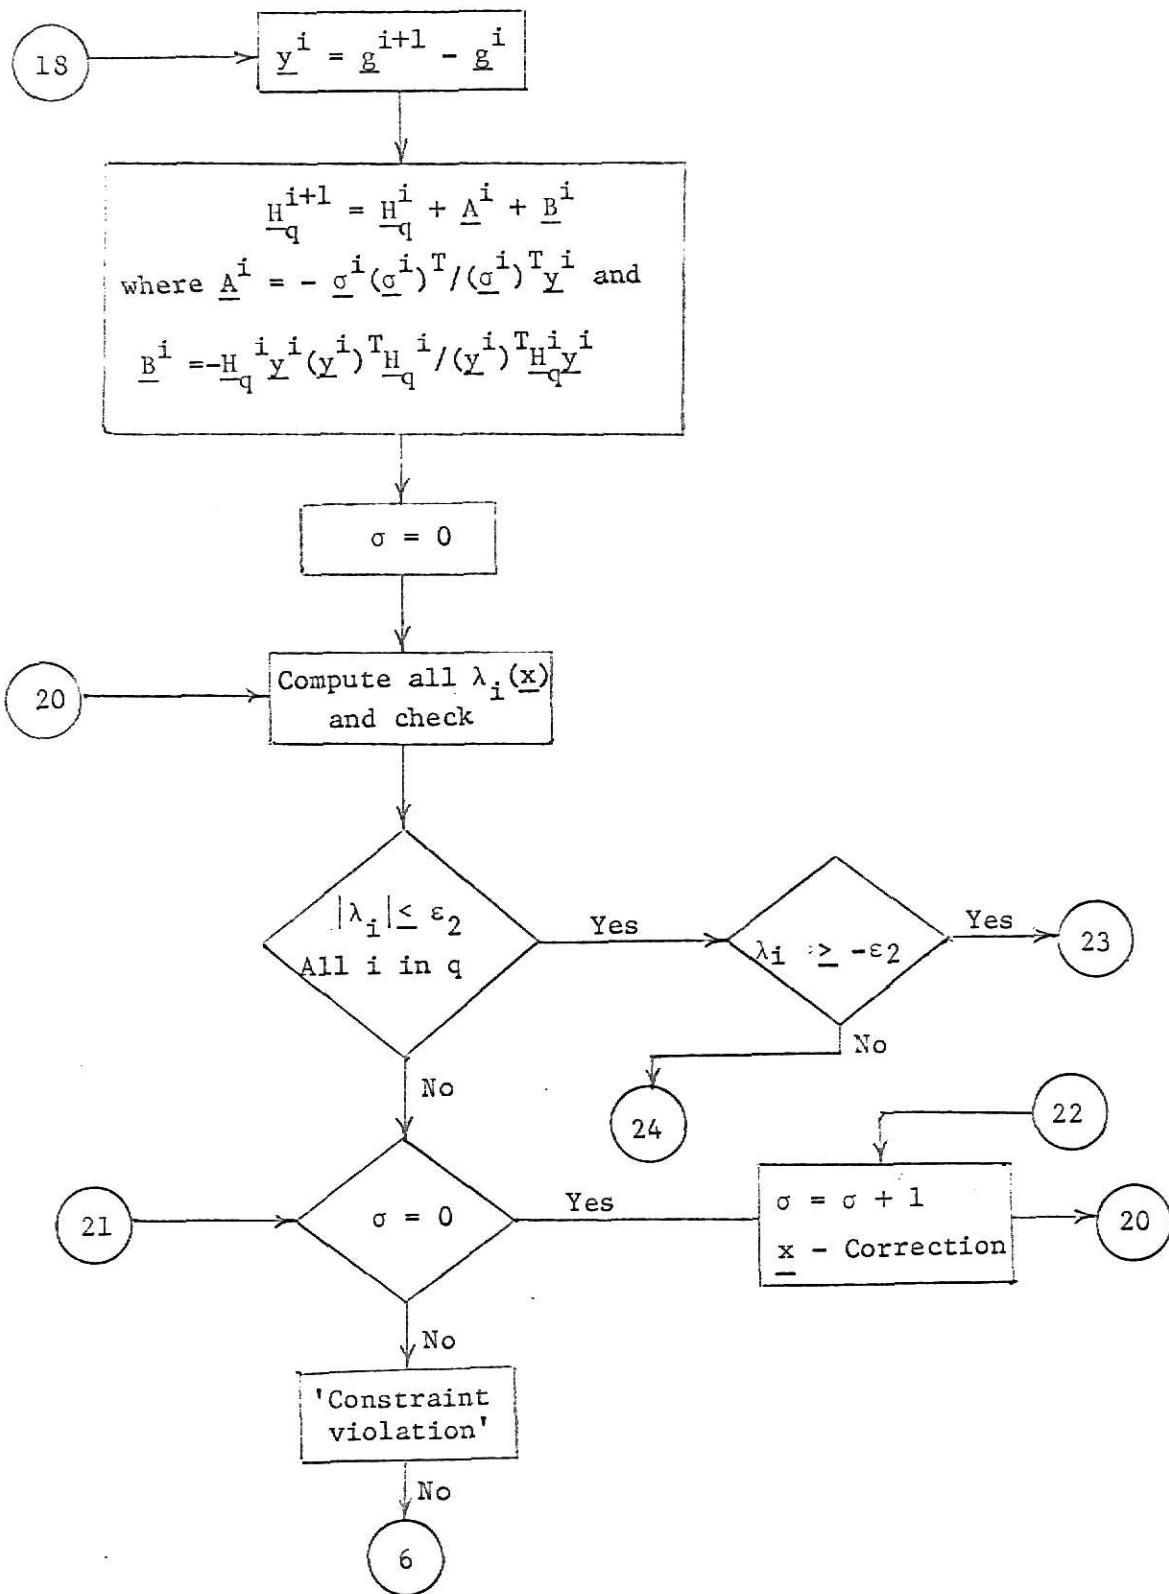 18
y^i = g^{i+1} - g^i
H_q^{i+1} = H_q^i + A^i + B^i
where A^i = - σ^i(σ^i)^T/(σ^i)^T y^i and
B^i =-H_q^i y^i(y^i)^T H_q^i/(y^i)^T H_q^i y^i
σ = 0
20
Compute all λ_i(x)
and check
|λ_i| ≤ ε_2
All i in q
Yes
λ_i ≥ -ε_2
Yes
23
No
24
No
22
21
σ = 0
Yes
σ = σ + 1
x - Correction
20
No
'Constraint
violation'
No
6